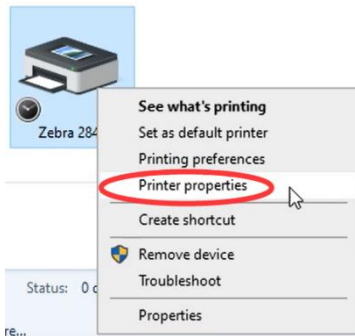 See what's printing
Zebra 284
Set as default printer
Printing preferences
Printer properties
Create shortcut
Remove device
Status: 0
Troubleshoot
Properties